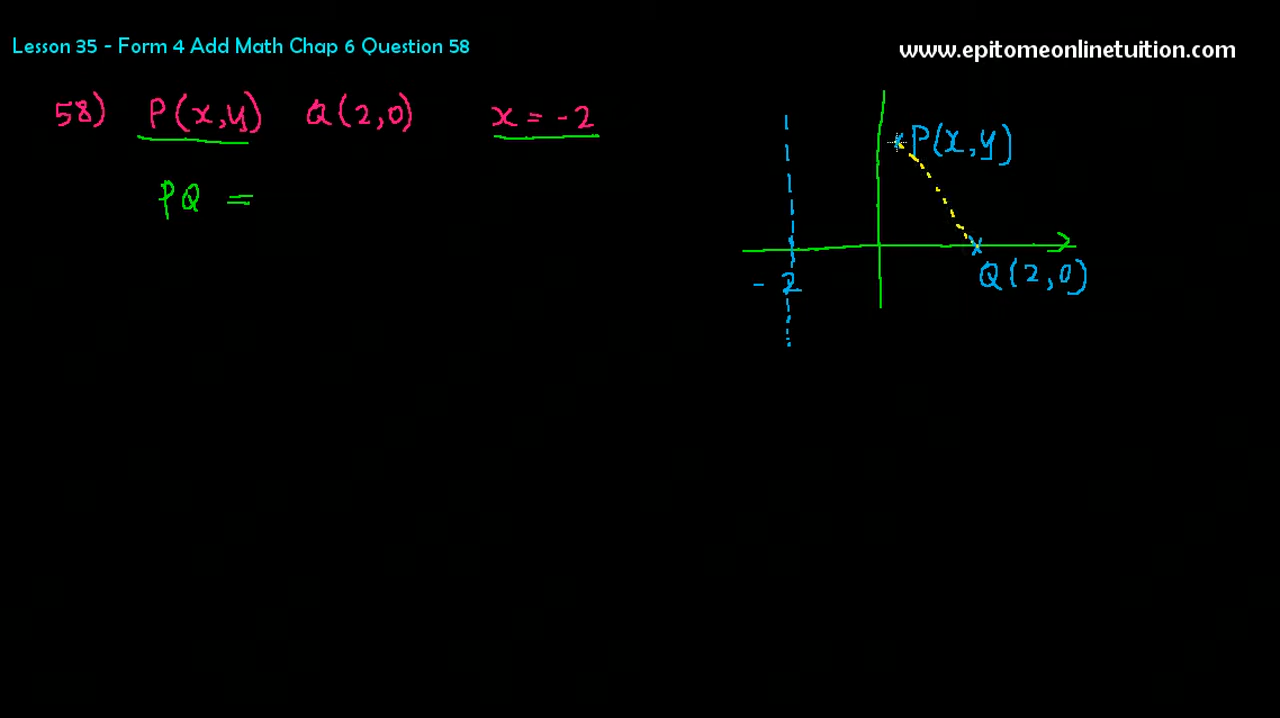 Lesson 35 - Form 4 Add Math Chap 6 Question 58
www.epitomeonlinetuition.com
58) P(x,y) Q(2,0) x = -2
PQ =
P(x,y)
-2
Q(2,0)